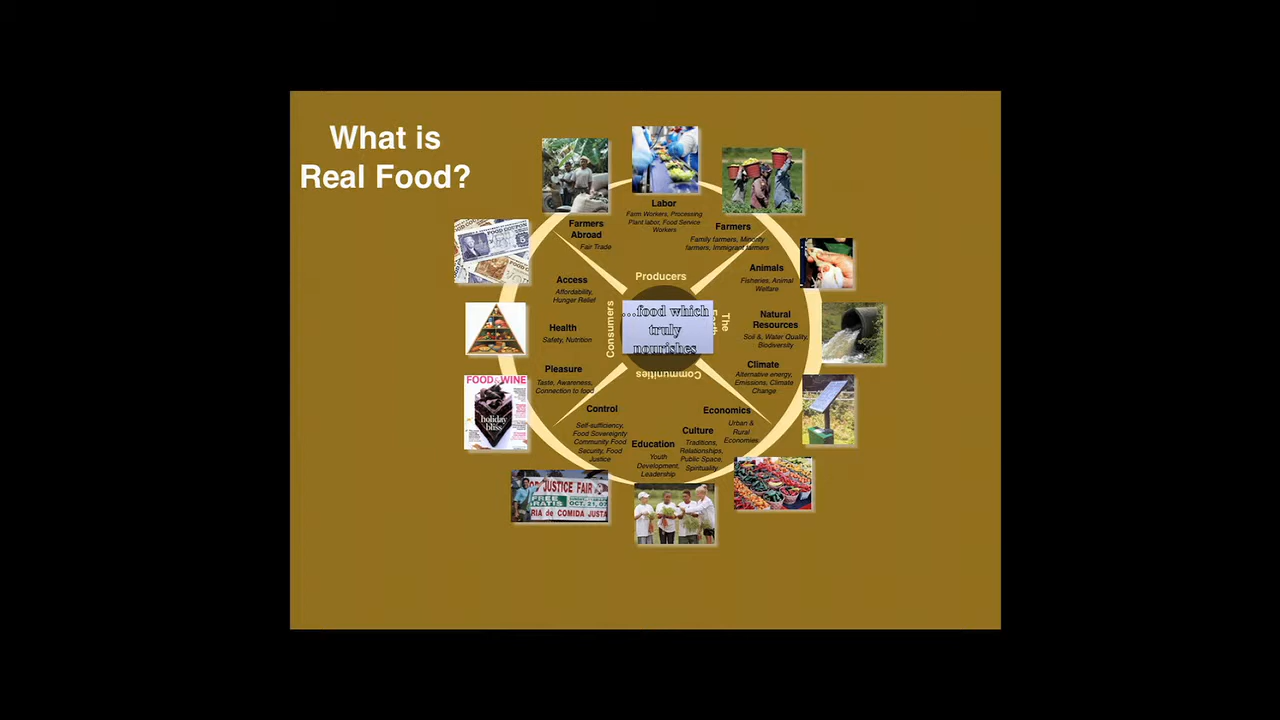 What is
Real Food?
Labor
Farm Workers, Processing
Plant labor, Food Service
Workers
Farmers
Abroad
Fair Trade
Farmers
Family farmers, Minority
farmers, Immigrant farmers
Access
Affordability,
Hunger Relief
Producers
Animals
Fisheries, Animal
Welfare
Health
Safety, Nutrition
Consumers
...food which
truly
nourishes
The
Natural
Resources
Soil &, Water Quality,
Biodiversity
Pleasure
Taste, Awareness,
Connection to food
Communities
Climate
Alternative energy,
Emissions, Climate
Change
Control
Self-sufficiency,
Food Sovereignty
Community Food
Security, Food
Justice
Education
Youth
Development,
Leadership
Culture
Traditions,
Relationships,
Public Space,
Spirituality
Economics
Urban &
Rural
Economies,
FOOD COUPON
FOOD & WINE
holiday
bliss
JUSTICE FAIR
FREE
GRATIS
OCT. 21, 07
RIA de COMIDA JUSTA